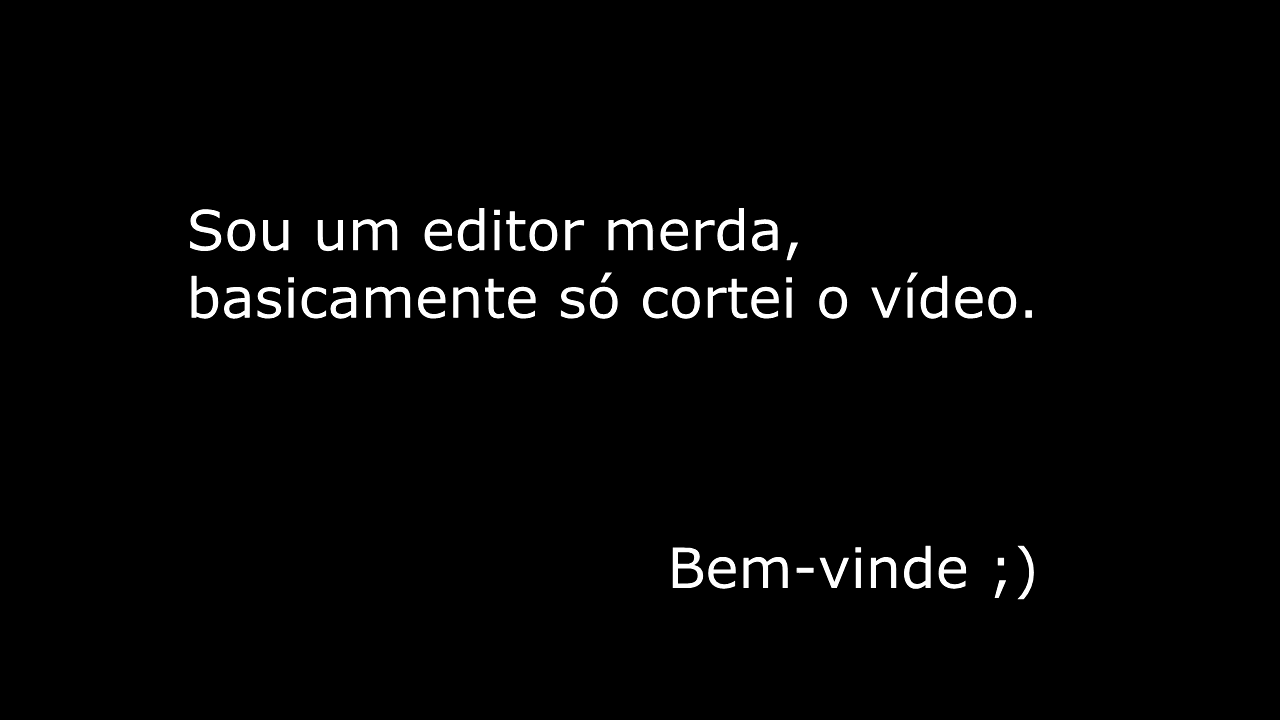 Sou um editor merda,
basicamente só cortei o vídeo.
Bem-vinde ;)